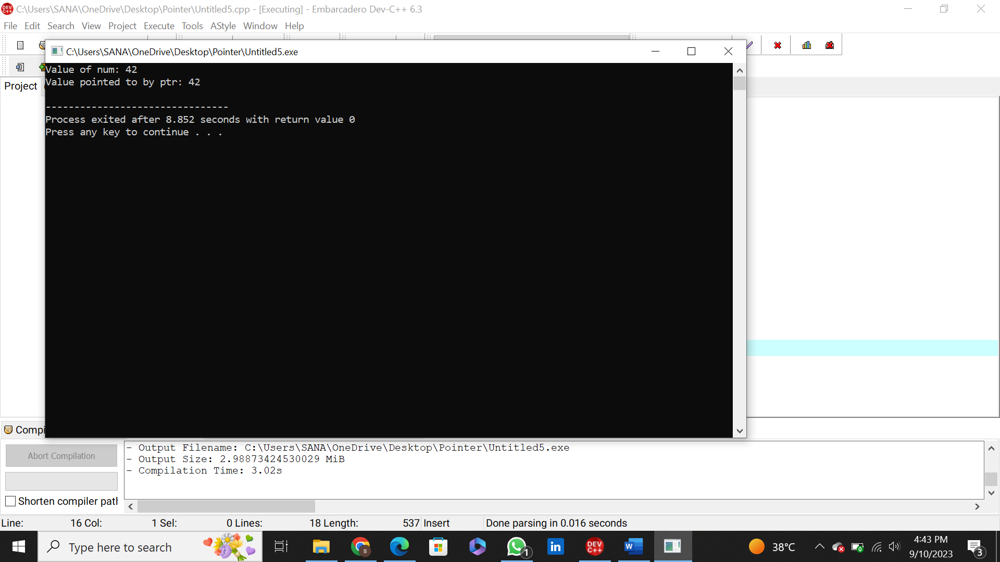 C:\Users\SANA\OneDrive\Desktop\Pointer\Untitled5.cpp - [Executing] - Embarcadero Dev-C++ 6.3
File Edit Search View Project Execute Tools AStyle Window Help
C:\Users\SANA\OneDrive\Desktop\Pointer\Untitled5.exe
Value of num: 42
Value pointed to by ptr: 42
--------------------------------
Process exited after 8.852 seconds with return value 0
Press any key to continue . . .
Project
Compi
Abort Compilation
Shorten compiler path
- Output Filename: C:\Users\SANA\OneDrive\Desktop\Pointer\Untitled5.exe
- Output Size: 2.98873424530029 MiB
- Compilation Time: 3.02s
Line: 16 Col: 1 Sel: 0 Lines: 18 Length: 537 Insert Done parsing in 0.016 seconds
Type here to search
S
1
in
DEV C++
W
38°C
4:43 PM
9/10/2023
3